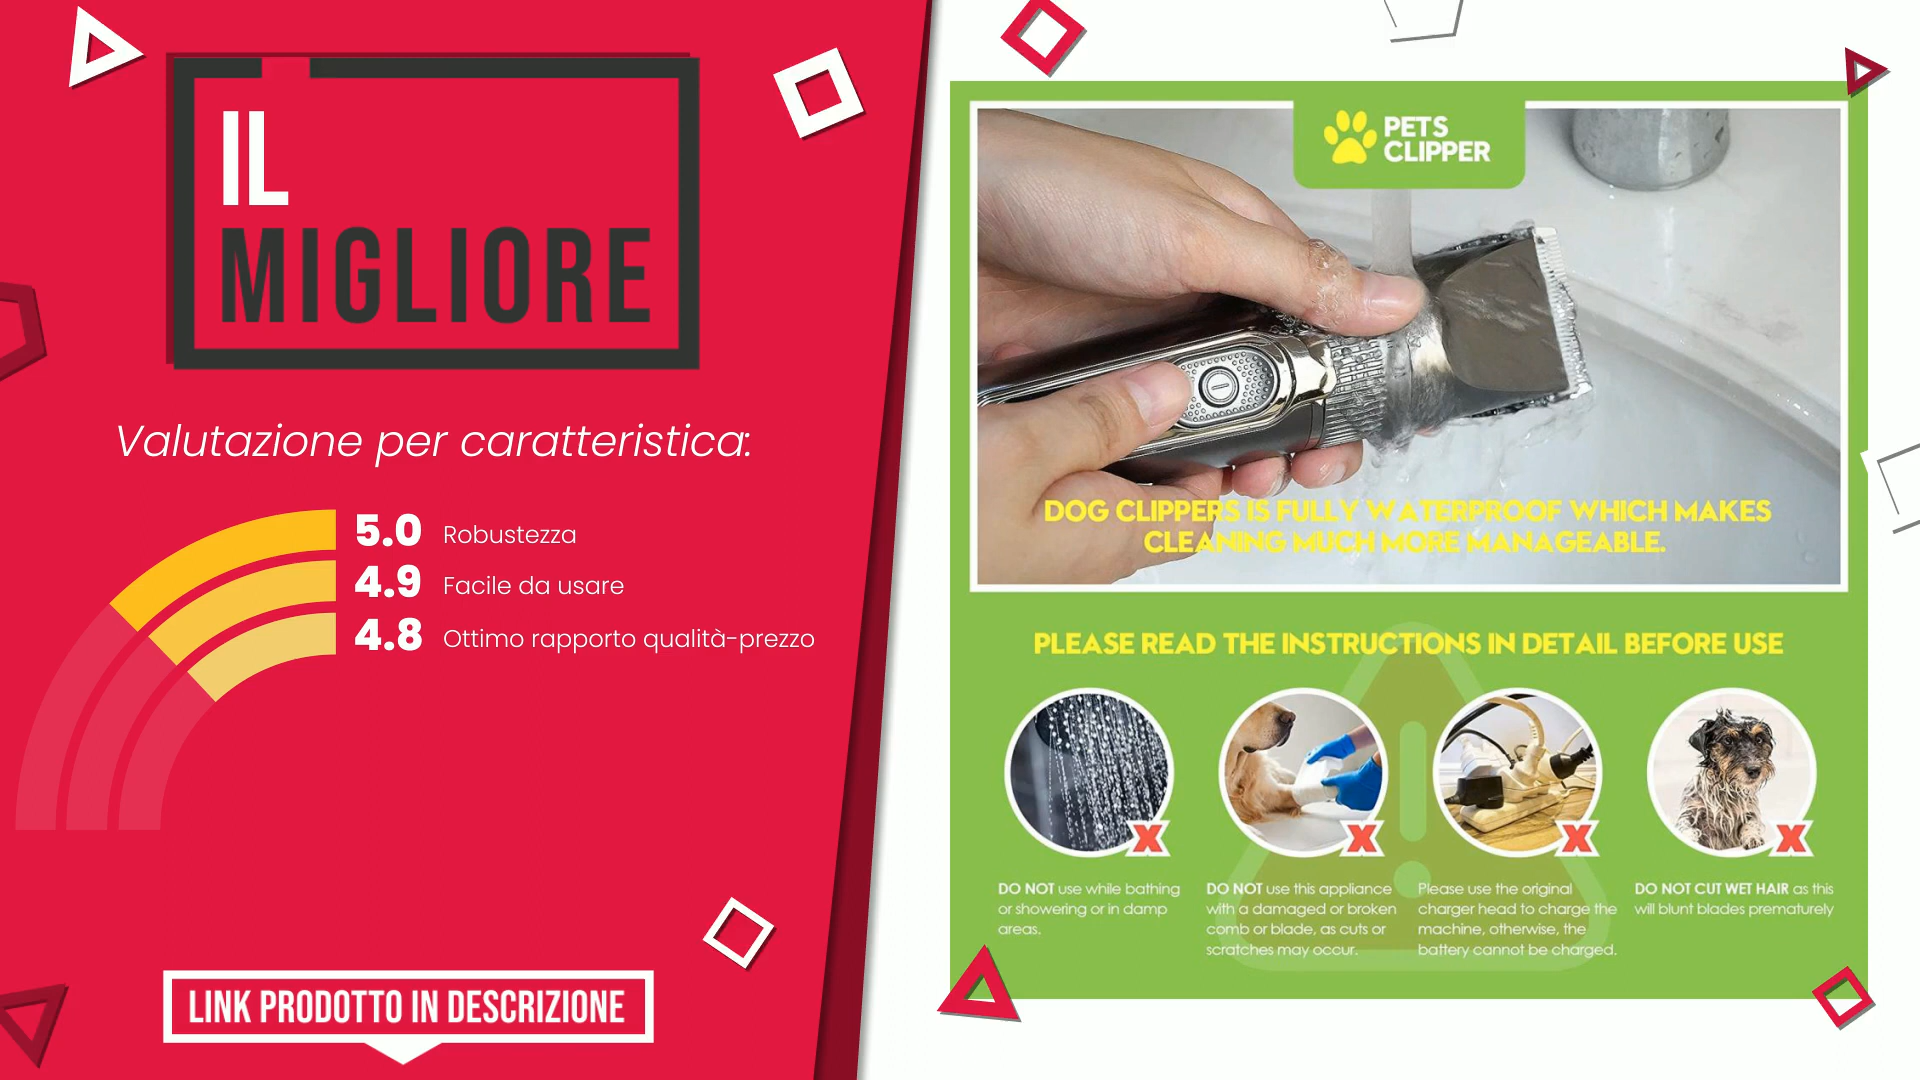 IL
MIGLIORE
Valutazione per caratteristica:
5.0 Robustezza
4.9 Facile da usare
4.8 Ottimo rapporto qualità-prezzo
LINK PRODOTTO IN DESCRIZIONE
PETS
CLIPPER
DOG CLIPPERS IS FULLY WATERPROOF WHICH MAKES
CLEANING MUCH MORE MANAGEABLE.
PLEASE READ THE INSTRUCTIONS IN DETAIL BEFORE USE
X
X
X
X
DO NOT use while bathing
or showering or in damp
areas.
DO NOT use this appliance
with a damaged or broken
comb or blade, as cuts or
scratches may occur.
Please use the original
charger head to charge the
machine, otherwise, the
battery cannot be charged.
DO NOT CUT WET HAIR as this
will blunt blades prematurely